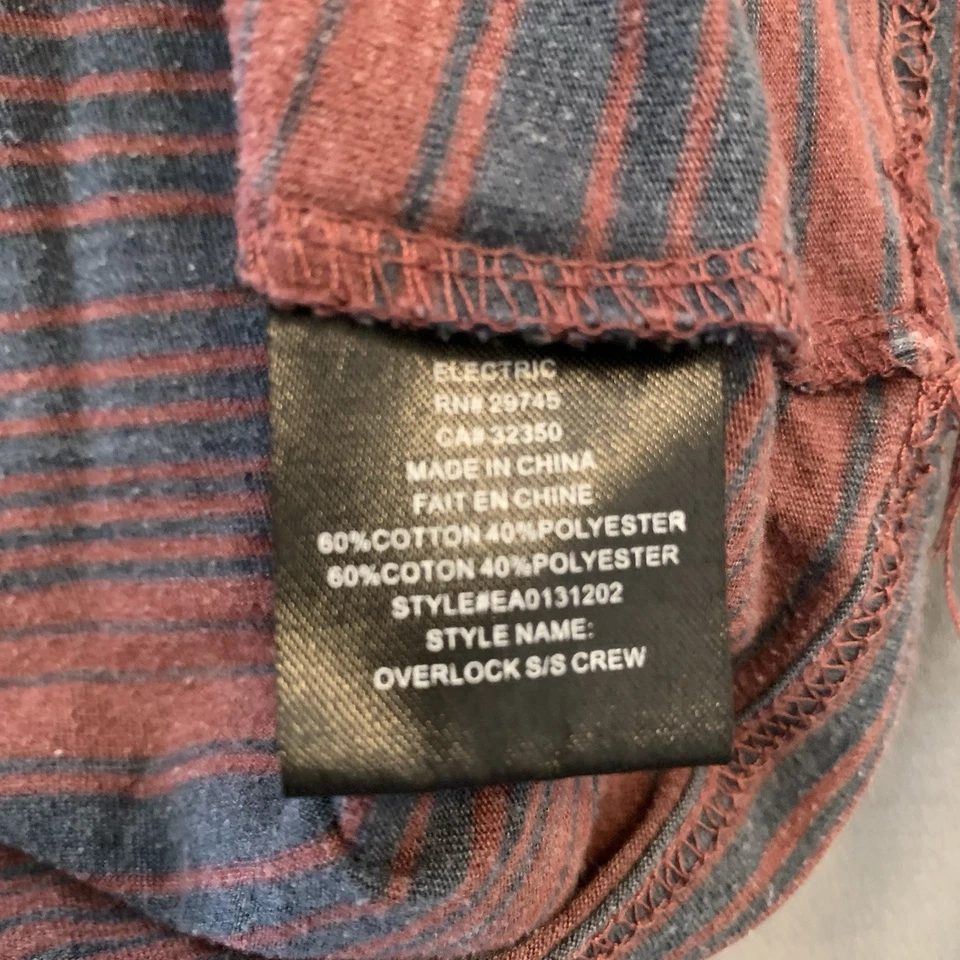 ELECTRIC
RN# 29745
CA# 32350
MADE IN CHINA
FAIT EN CHINE
60%COTTON 40%POLYESTER
60%COTON 40%POLYESTER
STYLE#EA0131202
STYLE NAME:
OVERLOCK S/S CREW